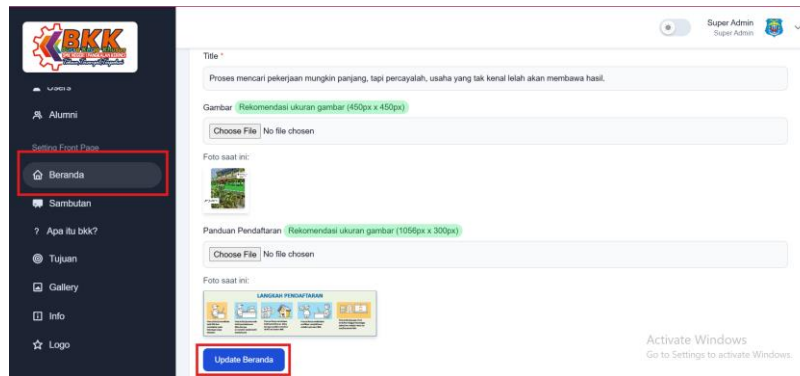 BKK
Super Admin
Super Admin
Users
Alumni
Setting Front Page
Beranda
Sambutan
? Apa itu bkk?
Tujuan
Gallery
Info
Logo
Title *
Proses mencari pekerjaan mungkin panjang, tapi percayalah, usaha yang tak kenal lelah akan membawa hasil.
Gambar Rekomendasi ukuran gambar (450px x 450px)
Choose File No file chosen
Foto saat ini:
Panduan Pendaftaran Rekomendasi ukuran gambar (1056px x 300px)
Choose File No file chosen
Foto saat ini:
LANGKAH PENDAFTARAN
Update Beranda
Activate Windows
Go to Settings to activate Windows.